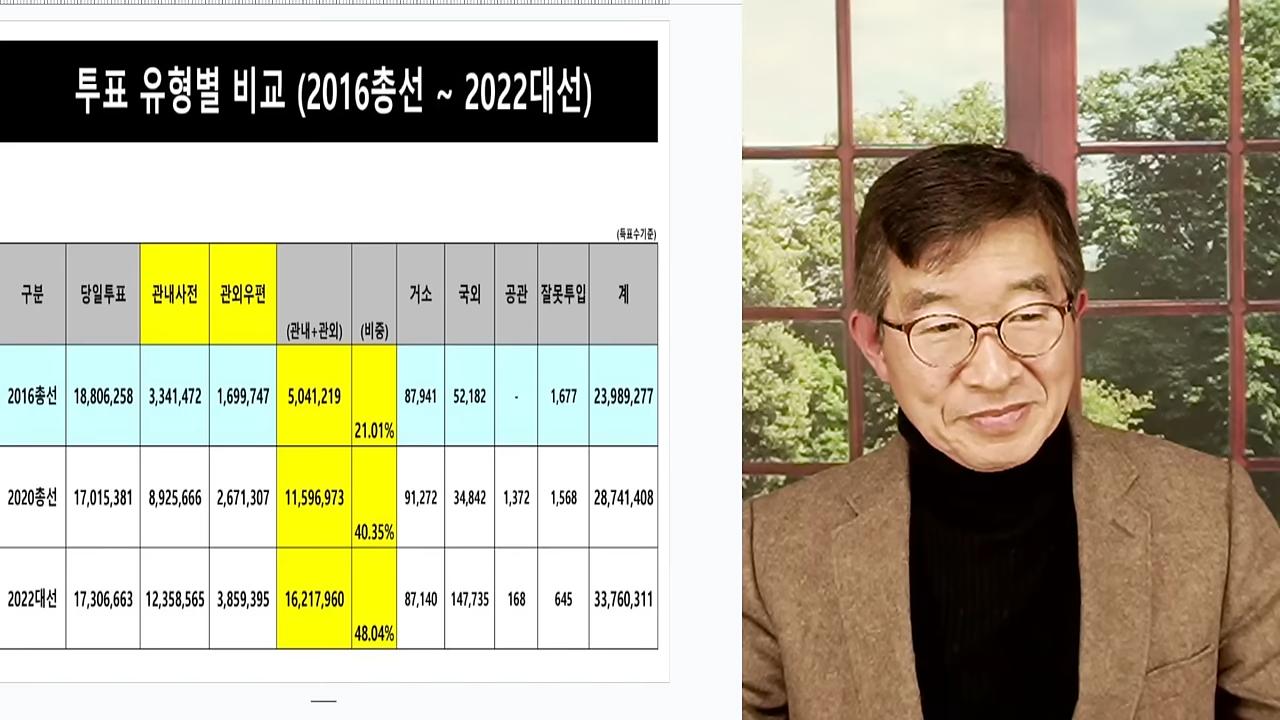 투표 유형별 비교 (2016총선 ~ 2022대선)
(득표수기준)
구분 당일투표 관내사전 관외우편 (관내+관외) (비중) 거소 국외 공관 잘못투입 계
2016총선 18,806,258 3,341,472 1,699,747 5,041,219 21.01% 87,941 52,182 - 1,677 23,989,277
2020총선 17,015,381 8,925,666 2,671,307 11,596,973 40.35% 91,272 34,842 1,372 1,568 28,741,408
2022대선 17,306,663 12,358,565 3,859,395 16,217,960 48.04% 87,140 147,735 168 645 33,760,311